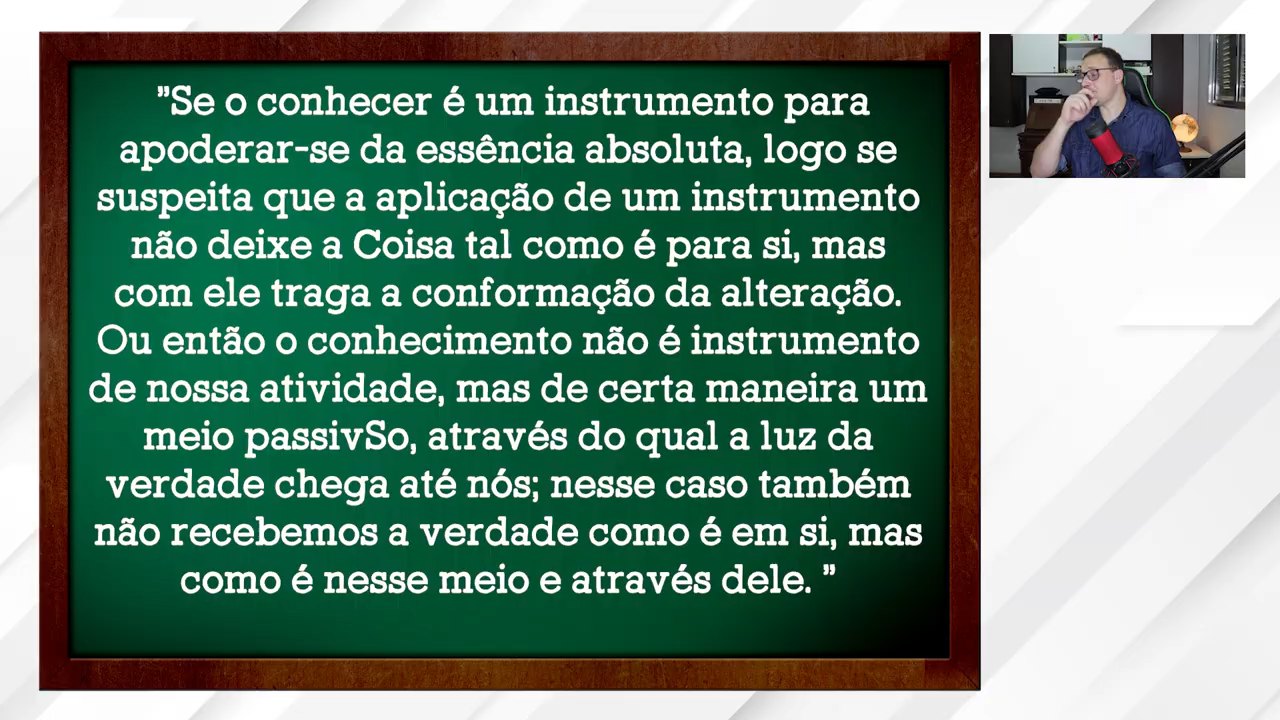 ”Se o conhecer é um instrumento para
apoderar-se da essência absoluta, logo se
suspeita que a aplicação de um instrumento
não deixe a Coisa tal como é para si, mas
com ele traga a conformação da alteração.
Ou então o conhecimento não é instrumento
de nossa atividade, mas de certa maneira um
meio passivSo, através do qual a luz da
verdade chega até nós; nesse caso também
não recebemos a verdade como é em si, mas
como é nesse meio e através dele. ”